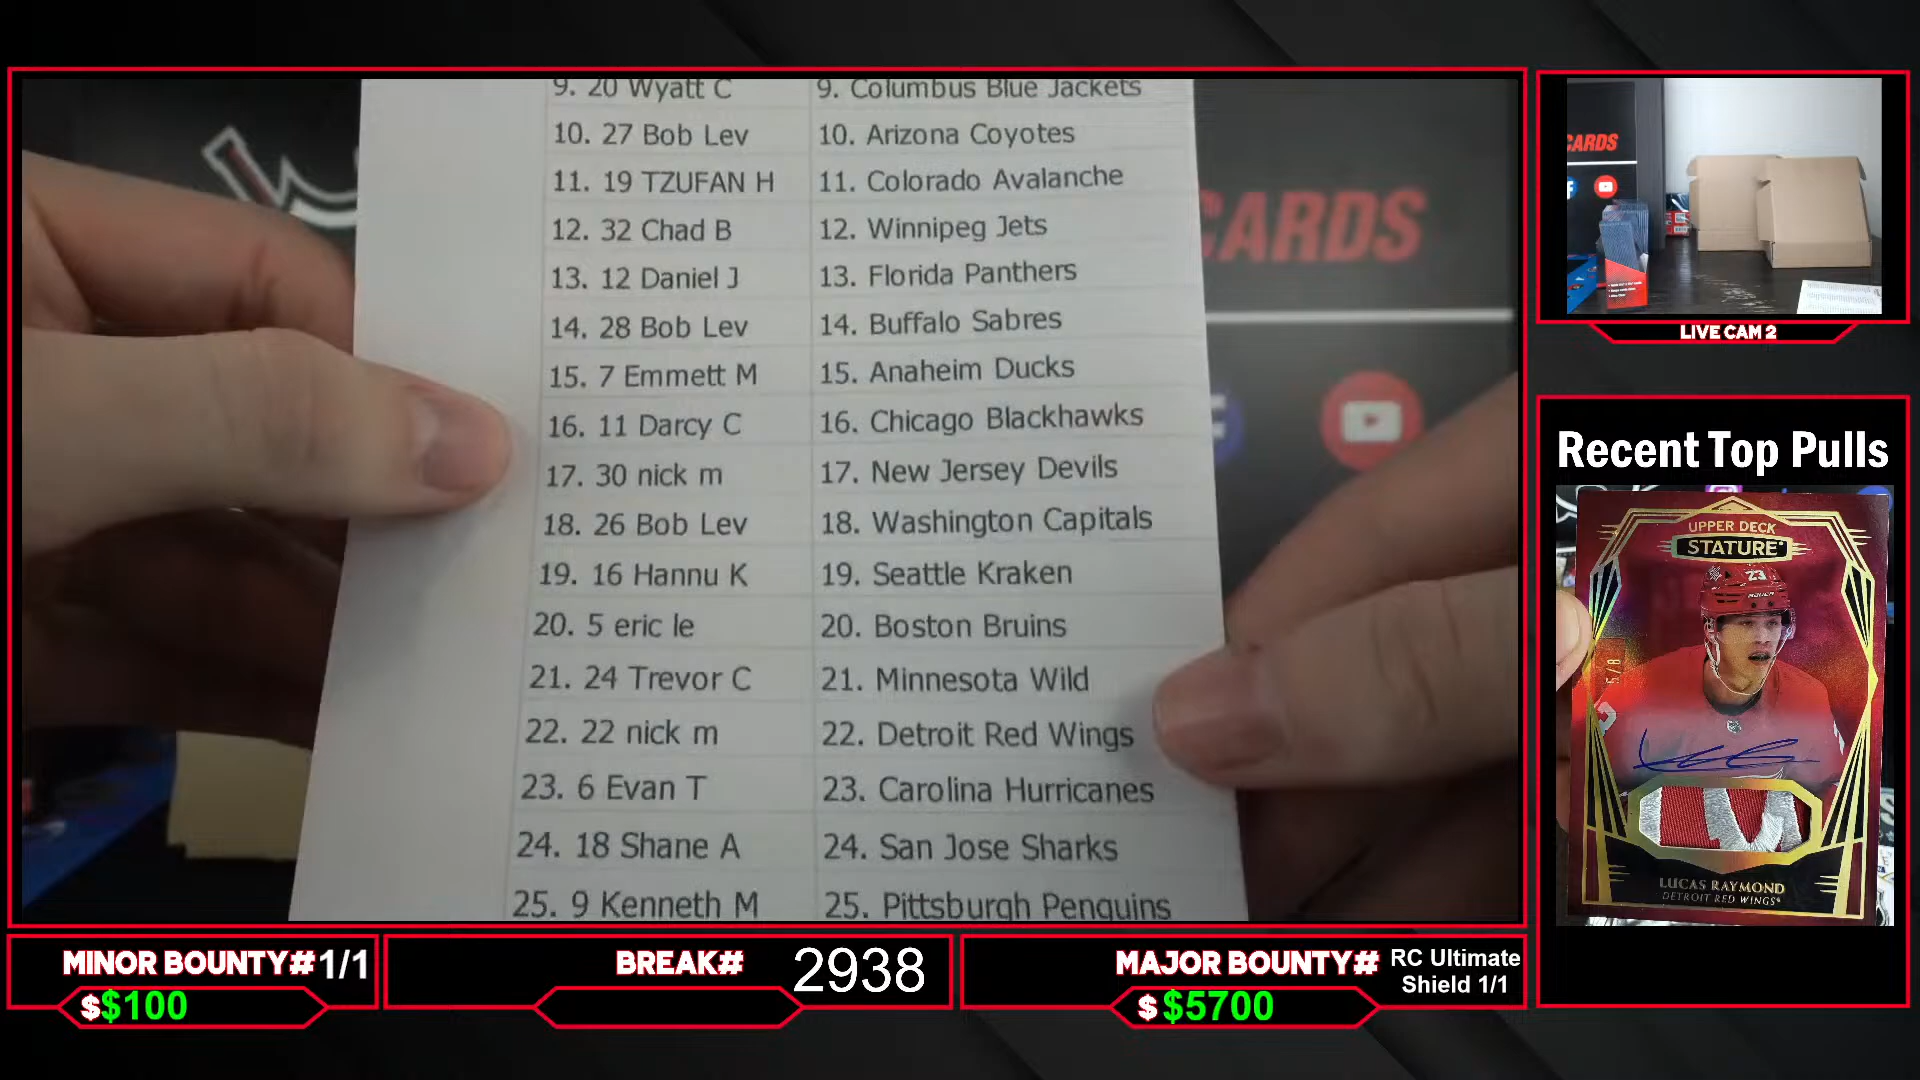 9. 20 Wyatt C 9. Columbus Blue Jackets
10. 27 Bob Lev 10. Arizona Coyotes
11. 19 TZUFAN H 11. Colorado Avalanche
12. 32 Chad B 12. Winnipeg Jets
13. 12 Daniel J 13. Florida Panthers
14. 28 Bob Lev 14. Buffalo Sabres
15. 7 Emmett M 15. Anaheim Ducks
16. 11 Darcy C 16. Chicago Blackhawks
17. 30 nick m 17. New Jersey Devils
18. 26 Bob Lev 18. Washington Capitals
19. 16 Hannu K 19. Seattle Kraken
20. 5 eric le 20. Boston Bruins
21. 24 Trevor C 21. Minnesota Wild
22. 22 nick m 22. Detroit Red Wings
23. 6 Evan T 23. Carolina Hurricanes
24. 18 Shane A 24. San Jose Sharks
25. 9 Kenneth M 25. Pittsburgh Penguins
CARDS
CARDS
LIVE CAM 2
Recent Top Pulls
UPPER DECK
STATURE
23
5/8
LUCAS RAYMOND
DETROIT RED WINGS
MINOR BOUNTY# 1/1
$$100
BREAK# 2938
MAJOR BOUNTY# RC Ultimate
Shield 1/1
$ $5700